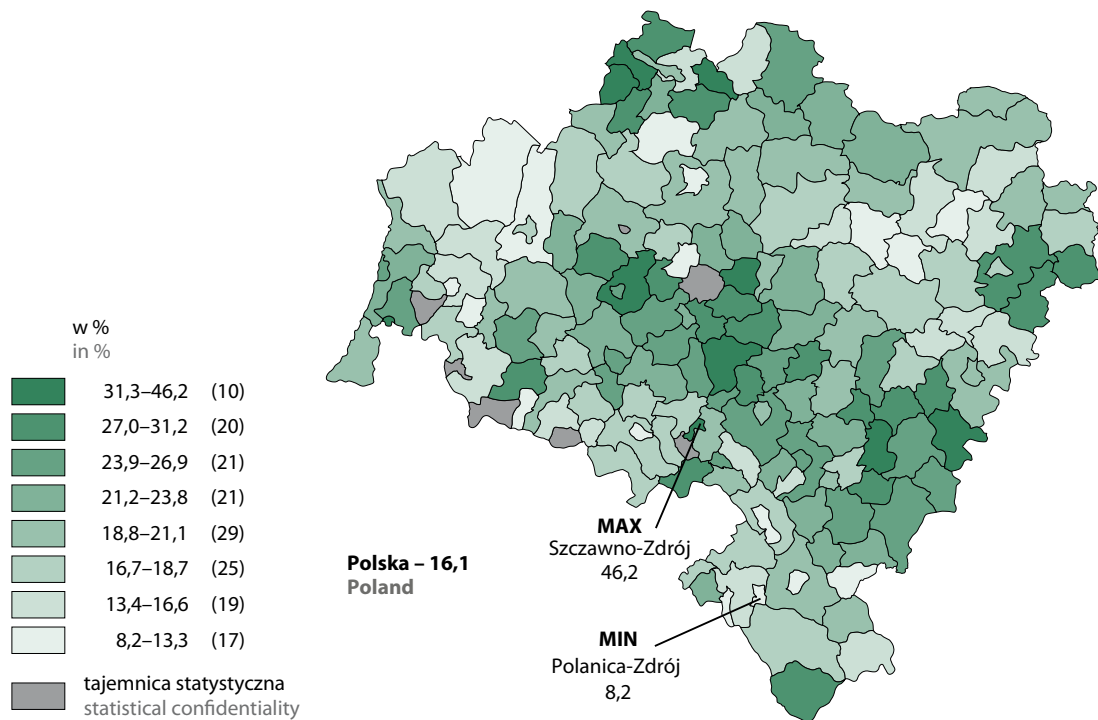 w %
in %
31,3–46,2 (10)
27,0–31,2 (20)
23,9–26,9 (21)
21,2–23,8 (21)
18,8–21,1 (29)
16,7–18,7 (25)
13,4–16,6 (19)
8,2–13,3 (17)
tajemnica statystyczna
statistical confidentiality
Polska – 16,1
Poland
MAX
Szczawno-Zdrój
46,2
MIN
Polanica-Zdrój
8,2